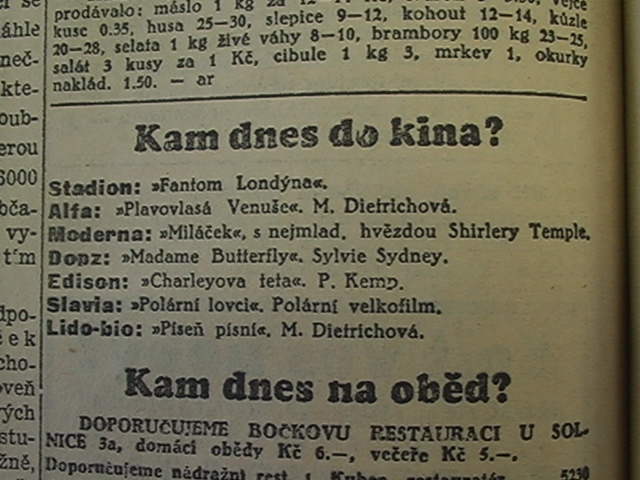 prodávalo: máslo 1 kg za
kusc 0.35, husa 25—30, slepice 9—12, kohout 12—14, kůzle
20—28, selata 1 kg živé váhy 8—10, brambory 100 kg 23—25,
salát 3 kusy za 1 Kč, cibule 1 kg 3, mrkev 1, okurky
naklád. 1.50. — ar
Kam dnes do kina?
Stadion: »Fantom Londýna«.
Alfa: »Plavovlasá Venuše«. M. Dietrichová.
Moderna: »Miláček«, s nejmlad. hvězdou Shirlery Temple.
Dopz: »Madame Butterfly«. Sylvie Sydney.
Edison: »Charleyova teta«. P. Kemp.
Slavia: »Polární lovci«. Polární velkofilm.
Lido-bio: »Píseň písní«. M. Dietrichová.
Kam dnes na oběd?
DOPORUČUJEME BOČKOVU RESTAURACI U SOL-
NICE 3a, domácí obědy Kč 6.—, večeře Kč 5.—.
Doporučujeme nádražní rest. 5230